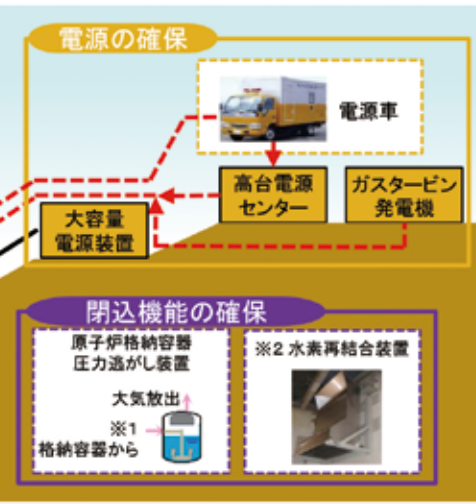 電源の確保
電源車
高台電源
センター
ガスタービン
発電機
大容量
電源装置
閉込機能の確保
原子炉格納容器
圧力逃がし装置
大気放出
※1
格納容器から
※2 水素再結合装置